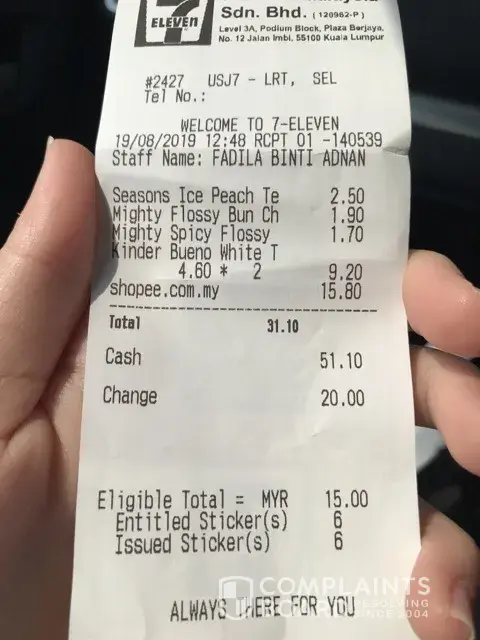 7
ELEVEN
Sdn. Bhd. (120962-P)
Level 3A, Podium Block, Plaza Berjaya,
No. 12 Jalan Imbi, 55100 Kuala Lumpur
#2427 USJ7 - LRT, SEL
Tel No.:
WELCOME TO 7-ELEVEN
19/08/2019 12:48 RCPT 01 -140539
Staff Name: FADILA BINTI ADNAN
Seasons Ice Peach Te 2.50
Mighty Flossy Bun Ch 1.90
Mighty Spicy Flossy 1.70
Kinder Bueno White T
4.60 * 2 9.20
shopee.com.my 15.80
Total 31.10
Cash 51.10
Change 20.00
Eligible Total = MYR 15.00
Entitled Sticker(s) 6
Issued Sticker(s) 6
ALWAYS THERE FOR YOU
COMPLAINTS
RESOLVING
SINCE 2004